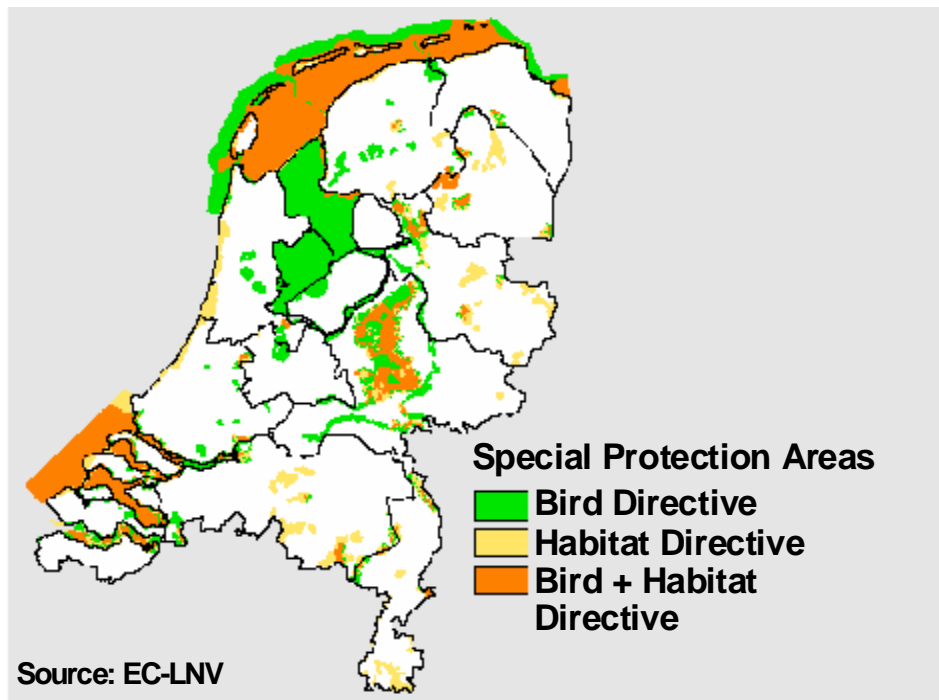 Special Protection Areas
Bird Directive
Habitat Directive
Bird + Habitat
Directive
Source: EC-LNV